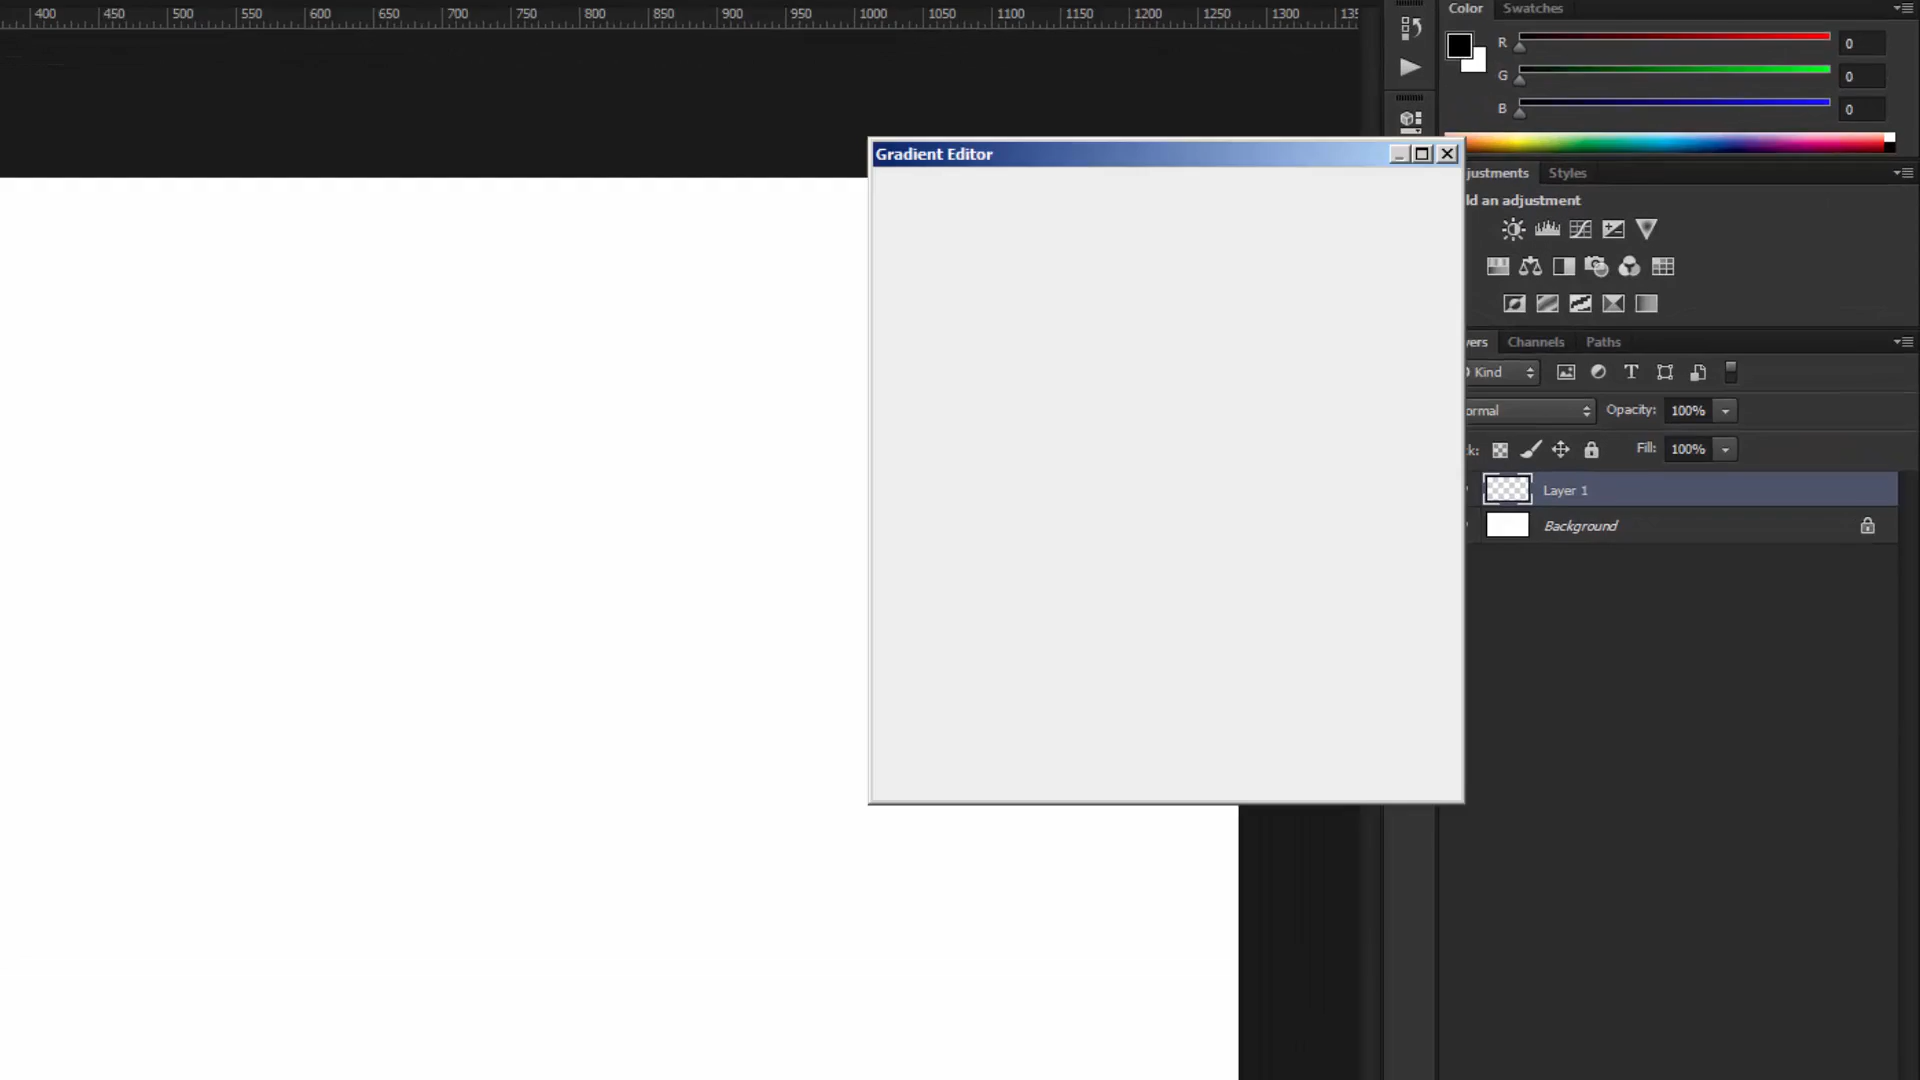 400 450 500 550 600 650 700 750 800 850 900 950 1000 1050 1100 1150 1200 1250 1300 135
Color Swatches
R 0
G 0
B 0
Gradient Editor
justments Styles
ld an adjustment
yers Channels Paths
Kind
ormal Opacity: 100%
k: Fill: 100%
Layer 1
Background